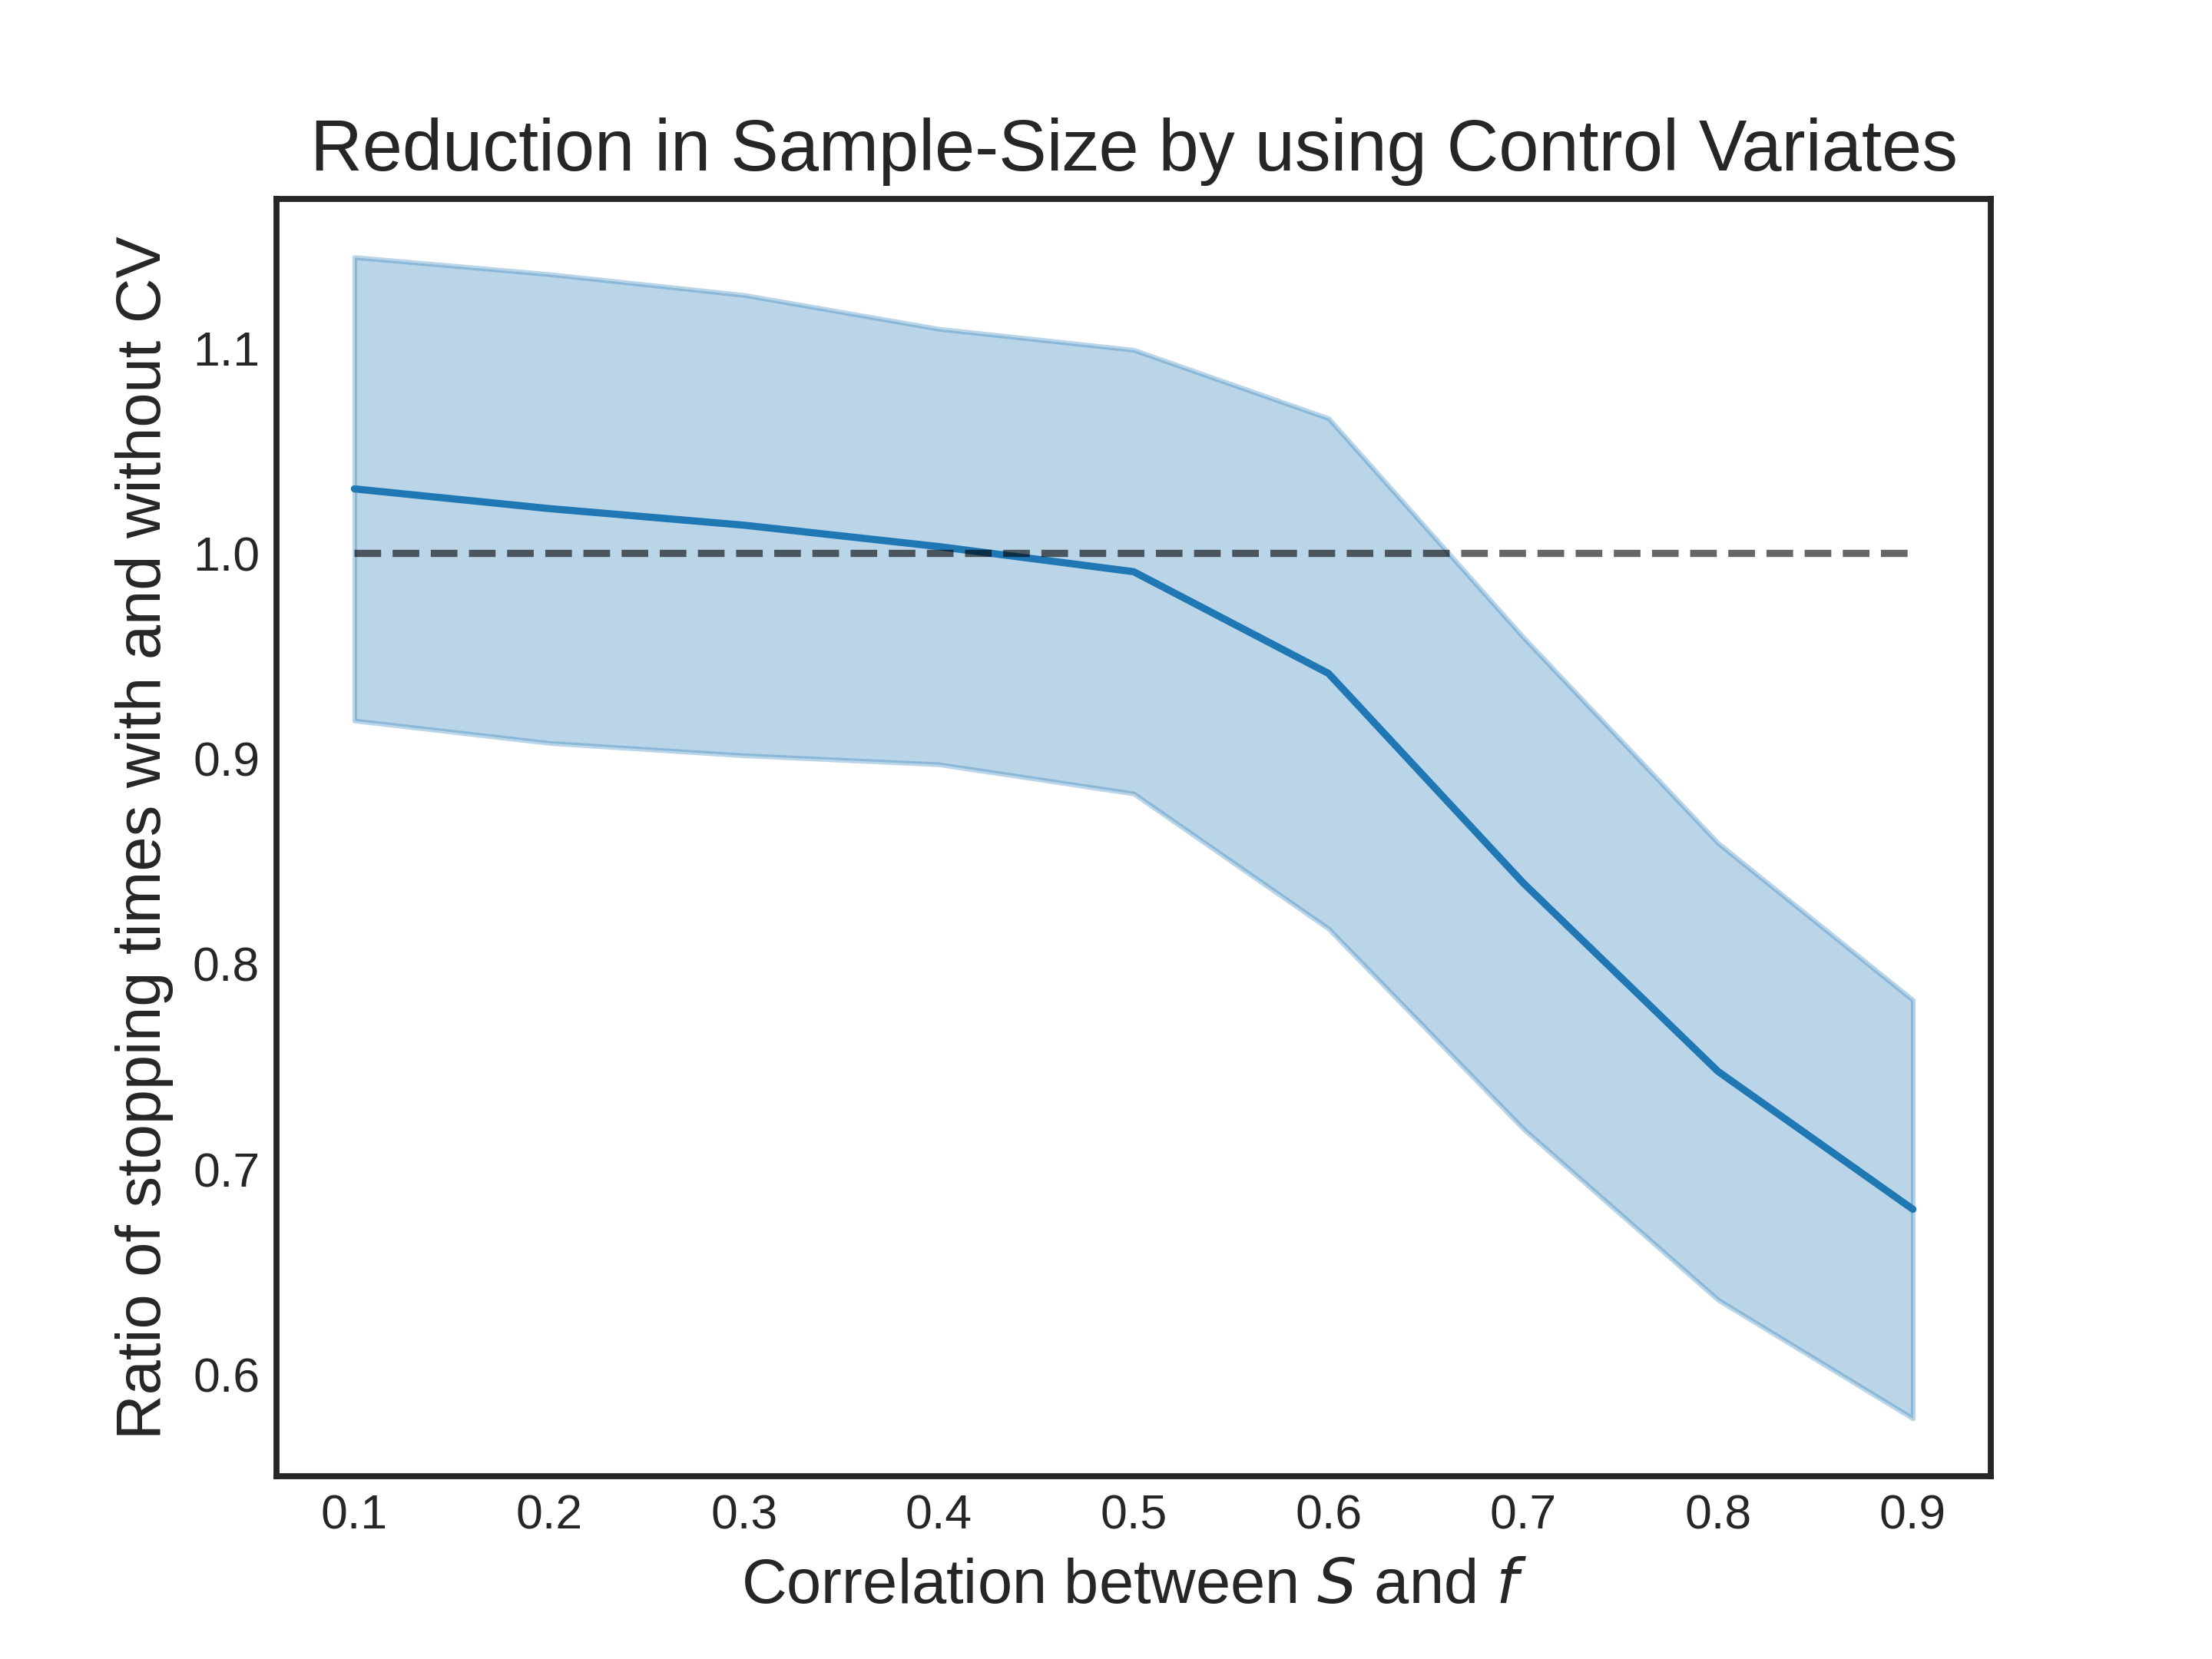 Reduction in Sample-Size by using Control Variates
Ratio of stopping times with and without CV
1.1
1.0
0.9
0.8
0.7
0.6
0.1 0.2 0.3 0.4 0.5 0.6 0.7 0.8 0.9
Correlation between S and f